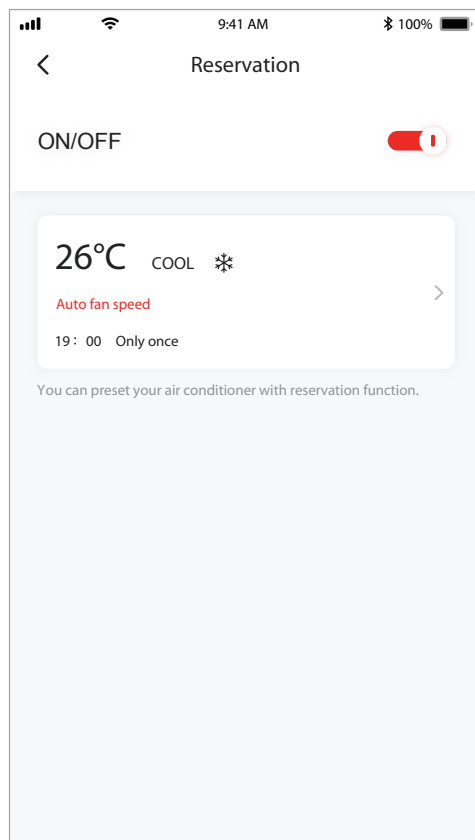 9:41 AM 100%
Reservation
ON/OFF
26°C COOL
Auto fan speed
19：00 Only once
You can preset your air conditioner with reservation function.